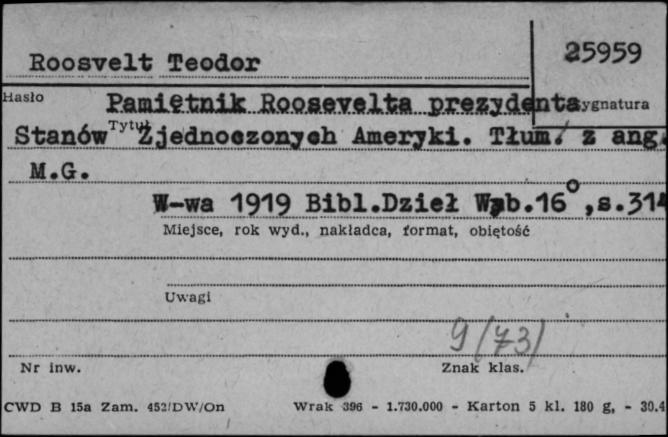 Roosvelt Teodor
25959
Hasło
Pamiętnik Roosevelta prezydenta
Sygnatura
Tytuł
Stanów Zjednoczonych Ameryki. Tłum. z ang.
M.G.
W-wa 1919 Bibl.Dzieł Wyb.16°,s.314
Miejsce, rok wyd., nakładca, format, objętość
Uwagi
9/73/
Nr inw.
Znak klas.
CWD B 15a Zam. 452/DW/On
Wrak 396 - 1.730.000 - Karton 5 kl. 180 g, - 30.4